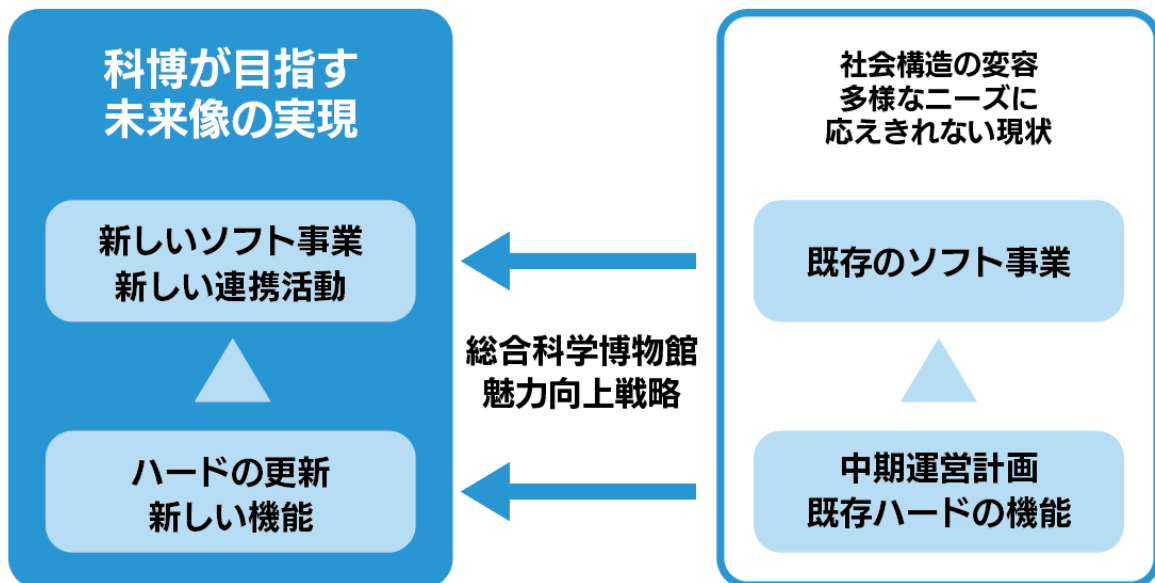 科博が目指す
未来像の実現
新しいソフト事業
新しい連携活動
ハードの更新
新しい機能
総合科学博物館
魅力向上戦略
社会構造の変容
多様なニーズに
応えきれない現状
既存のソフト事業
中期運営計画
既存ハードの機能